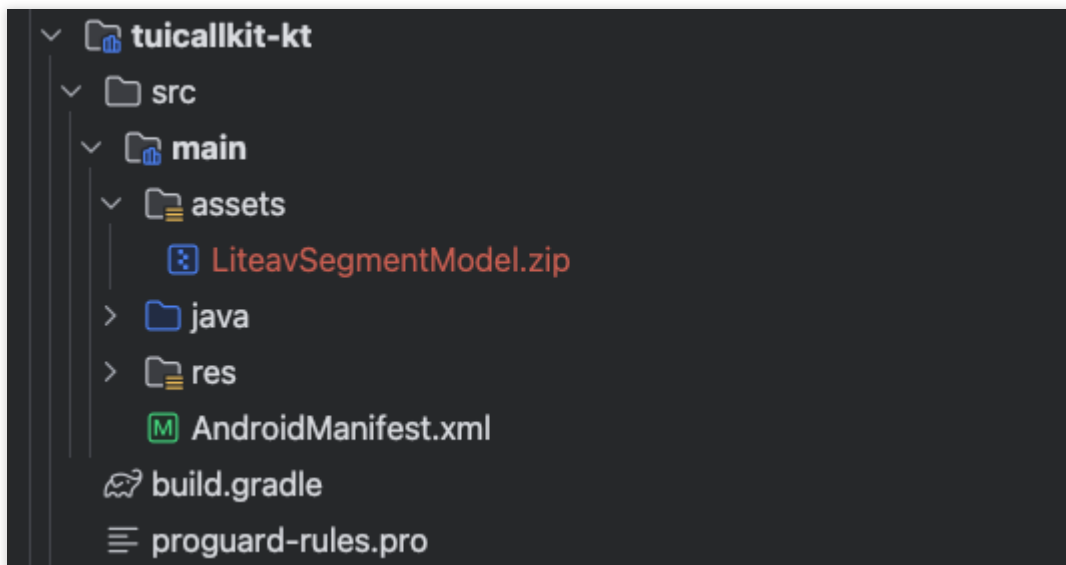 tuicallkit-kt
src
main
assets
LiteavSegmentModel.zip
java
res
AndroidManifest.xml
build.gradle
proguard-rules.pro